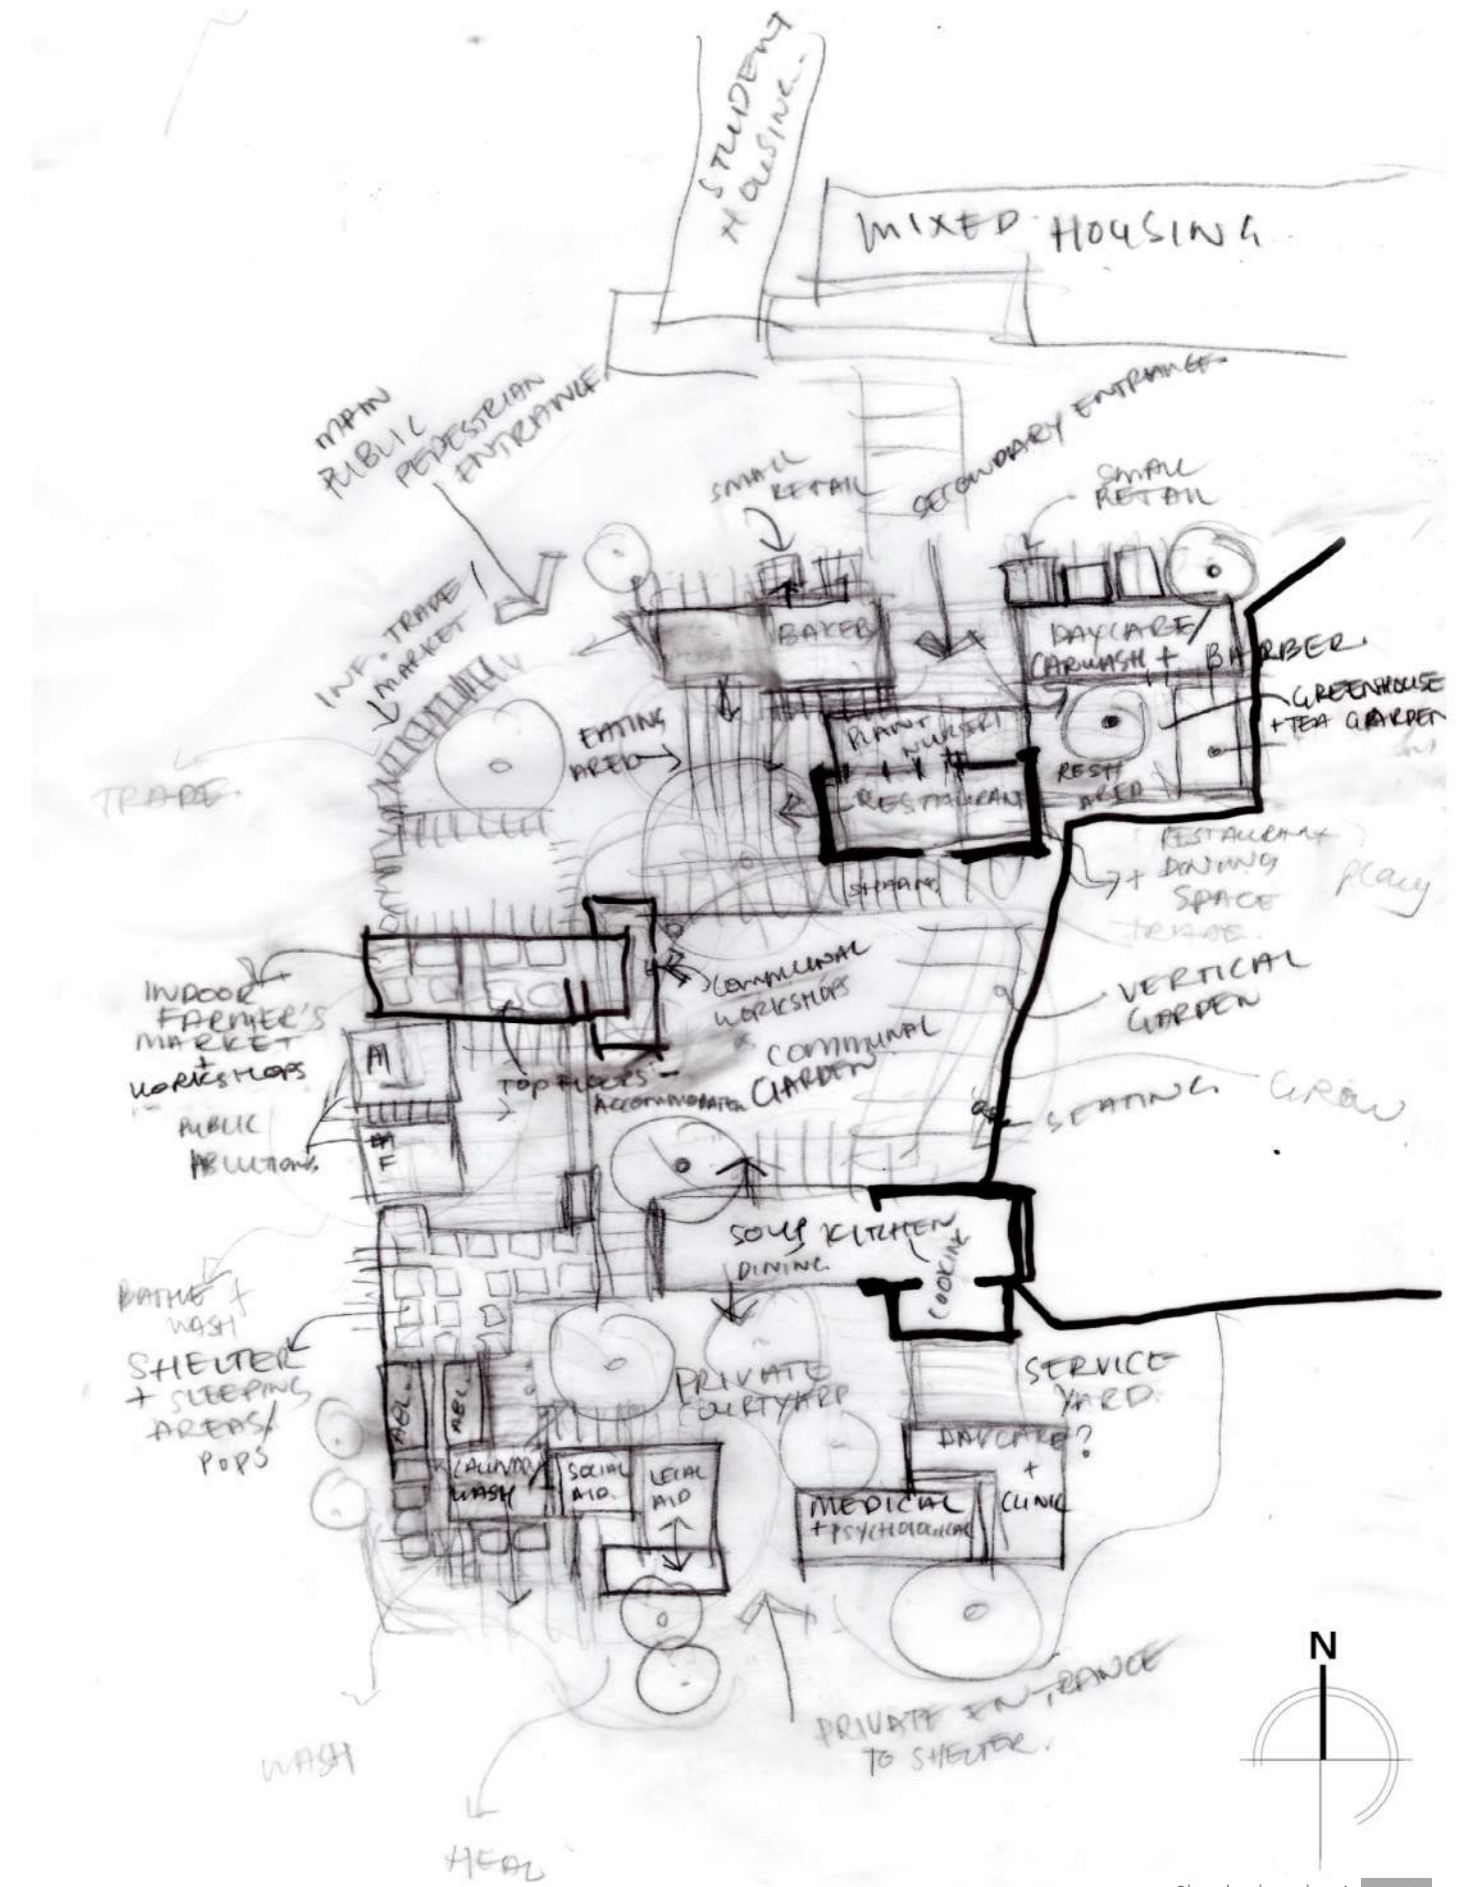 STUDENT
HOUSING.
MIXED HOUSING
MAIN
PUBLIC
PEDESTRIAN
ENTRANCE
SMALL
RETAIL
SECONDARY ENTRANCE
SMALL
RETAIL
INF. TRADE/
MARKET
BAKER
DAYCARE/
CARWASH + BARBER.
GREENHOUSE
+ TEA GARDEN
EATING
AREA
PLANT
NURSERY
RESTAURANT
REST
AREA
TRADE.
RESTAURANT
+ DINING
SPACE
TRADE.
PLAY
COMMUNAL
WORKSHOPS
VERTICAL
GARDEN
INDOOR
FARMER'S
MARKET
+
WORKSHOPS
M
TOP FLOORS -
COMMUNAL
GARDEN
SEATING
GROW
PUBLIC
ABLUTIONS
F
SOUP KITCHEN
DINING
COOKING
BATHE +
WASH
SHELTER
+ SLEEPING
AREAS/
PODS
PRIVATE
COURTYARD
SERVICE
YARD.
ABL.
ABL.
LAUNDRY/
WASH
SOCIAL
AID.
LEGAL
AID
DAYCARE?
+
CLINIC
MEDICAL
+ PSYCHOLOGICAL
PRIVATE ENTRANCE
TO SHELTER.
N
WASH
HEAL